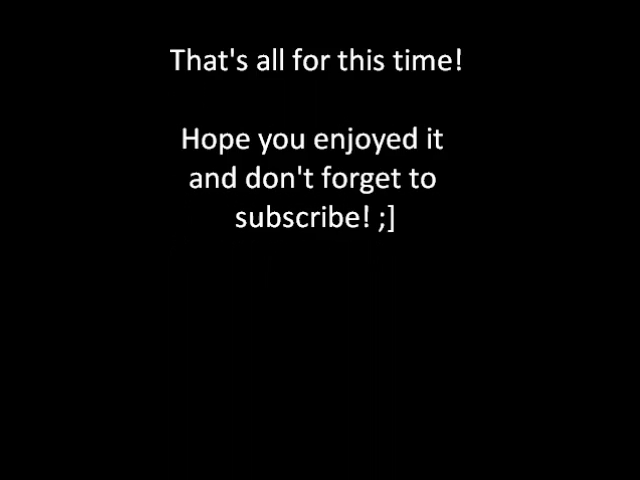 That's all for this time!
Hope you enjoyed it
and don't forget to
subscribe! ;]